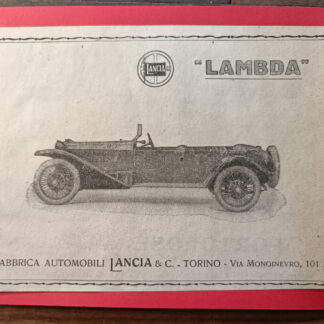 LANCIA
"LAMBDA"
ABBRICA AUTOMOBILI LANCIA & C. - TORINO - VIA MONGINEVRO, 101